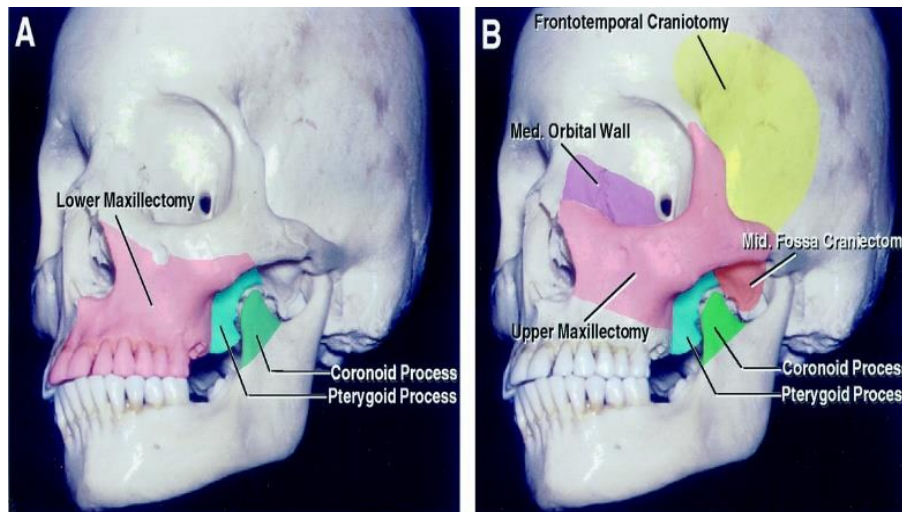 A
Lower Maxillectomy
Coronoid Process
Pterygoid Process
B
Frontotemporal Craniotomy
Med. Orbital Wall
Mid. Fossa Craniectom
Upper Maxillectomy
Coronoid Proces
Pterygoid Proces